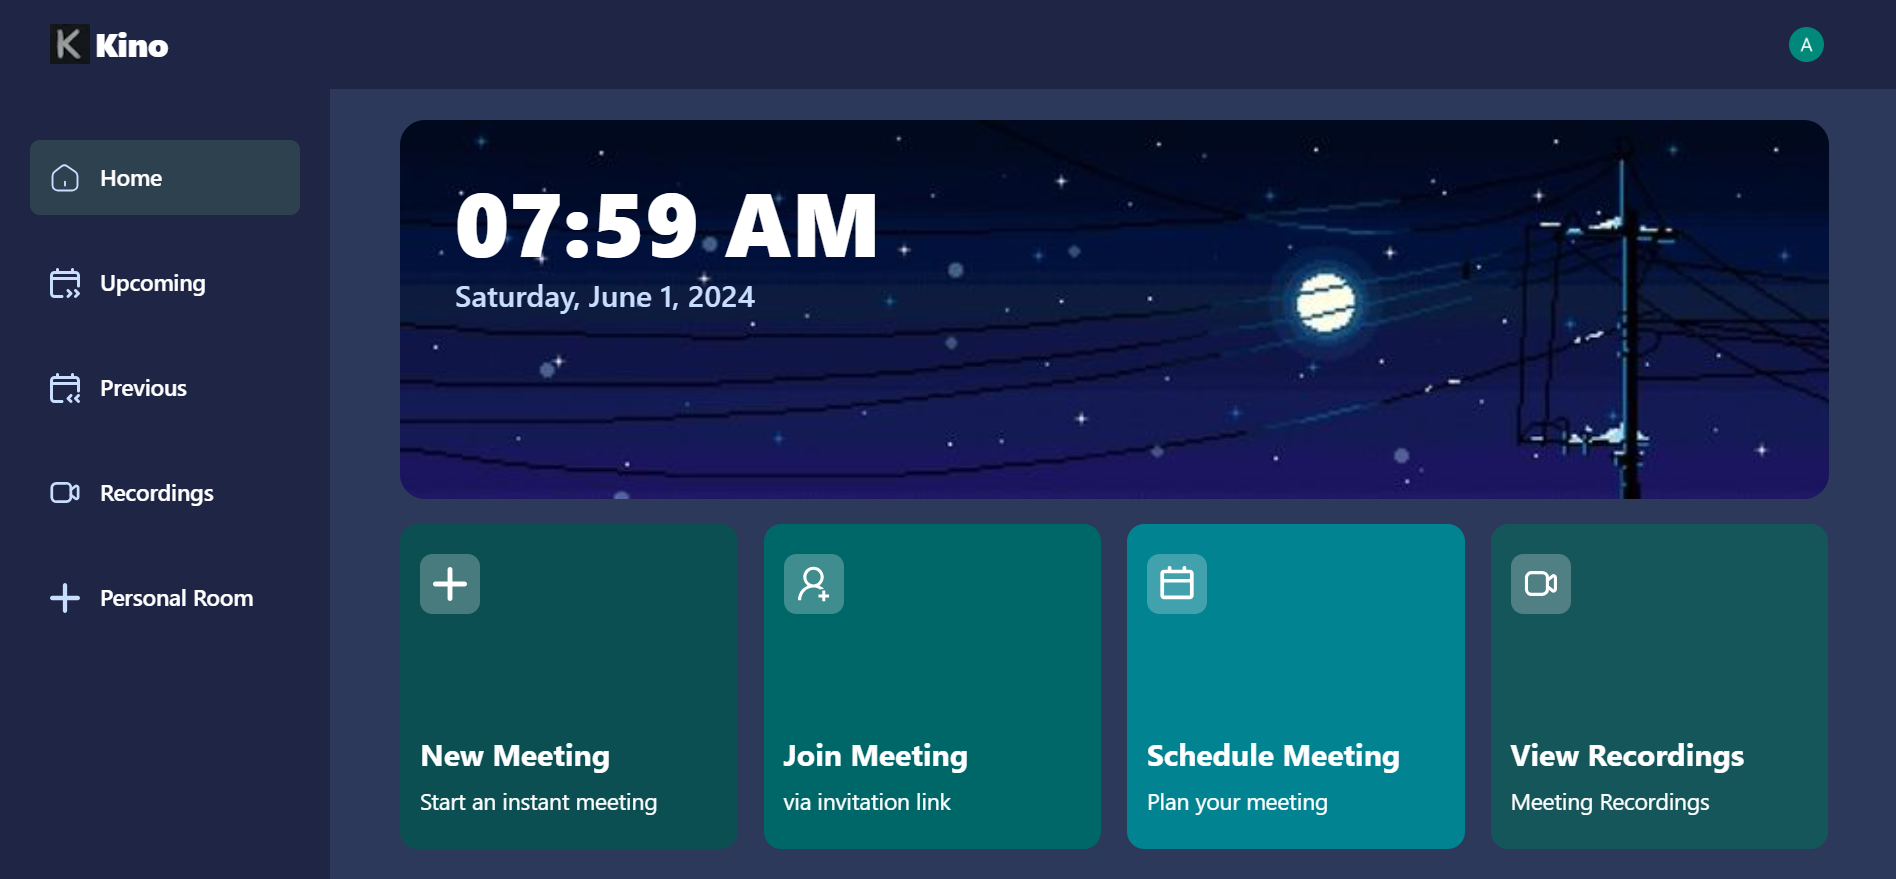 K Kino
A
Home
Upcoming
Previous
Recordings
Personal Room
07:59 AM
Saturday, June 1, 2024
New Meeting
Start an instant meeting
Join Meeting
via invitation link
Schedule Meeting
Plan your meeting
View Recordings
Meeting Recordings